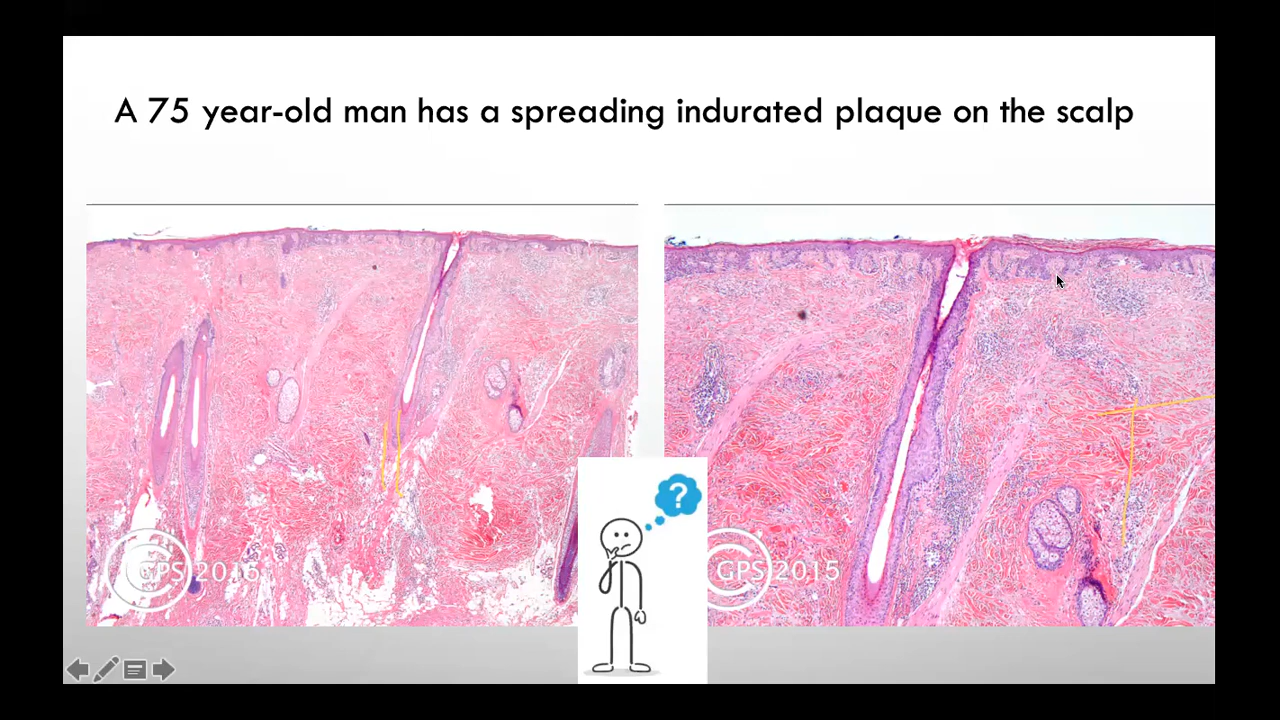 A 75 year-old man has a spreading indurated plaque on the scalp
?
© GPS 2015
© GPS 2015